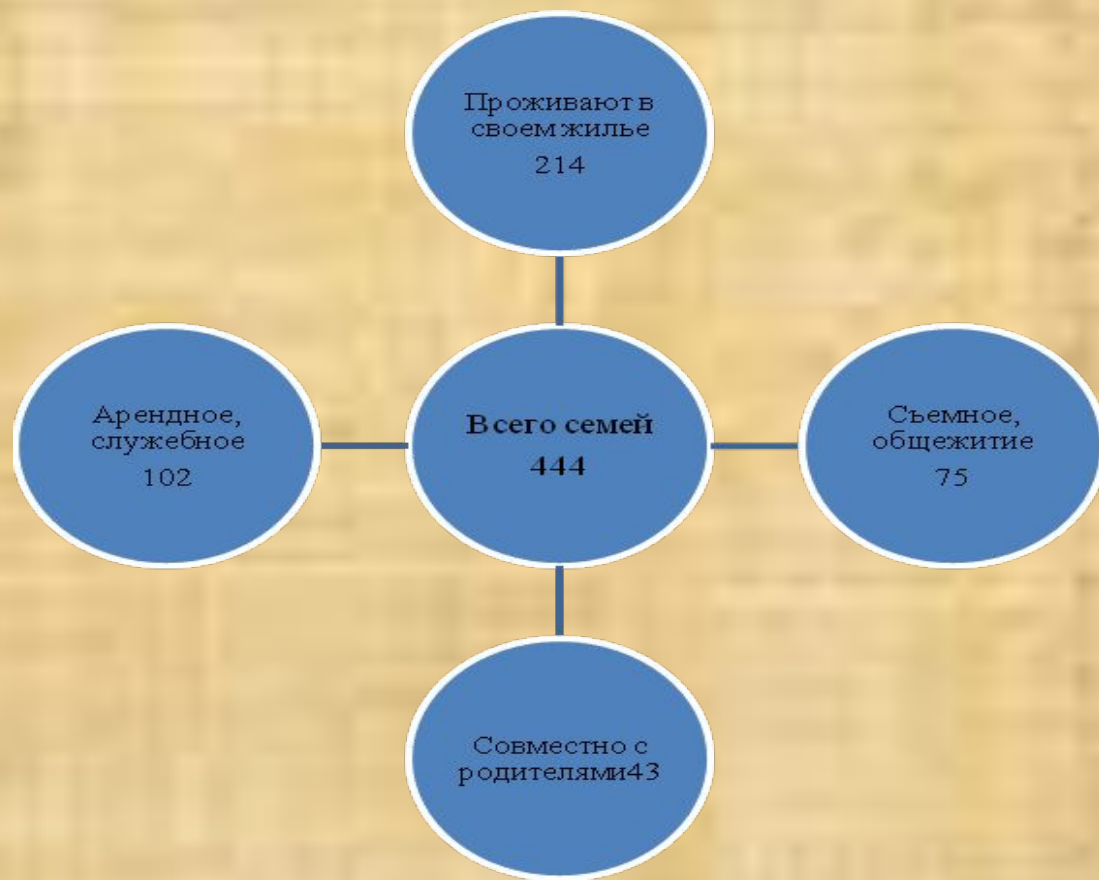 Проживают в
своем жилье
214
Арендное,
служебное
102
Всего семей
444
Съемное,
общежитие
75
Совместно с
родителями43